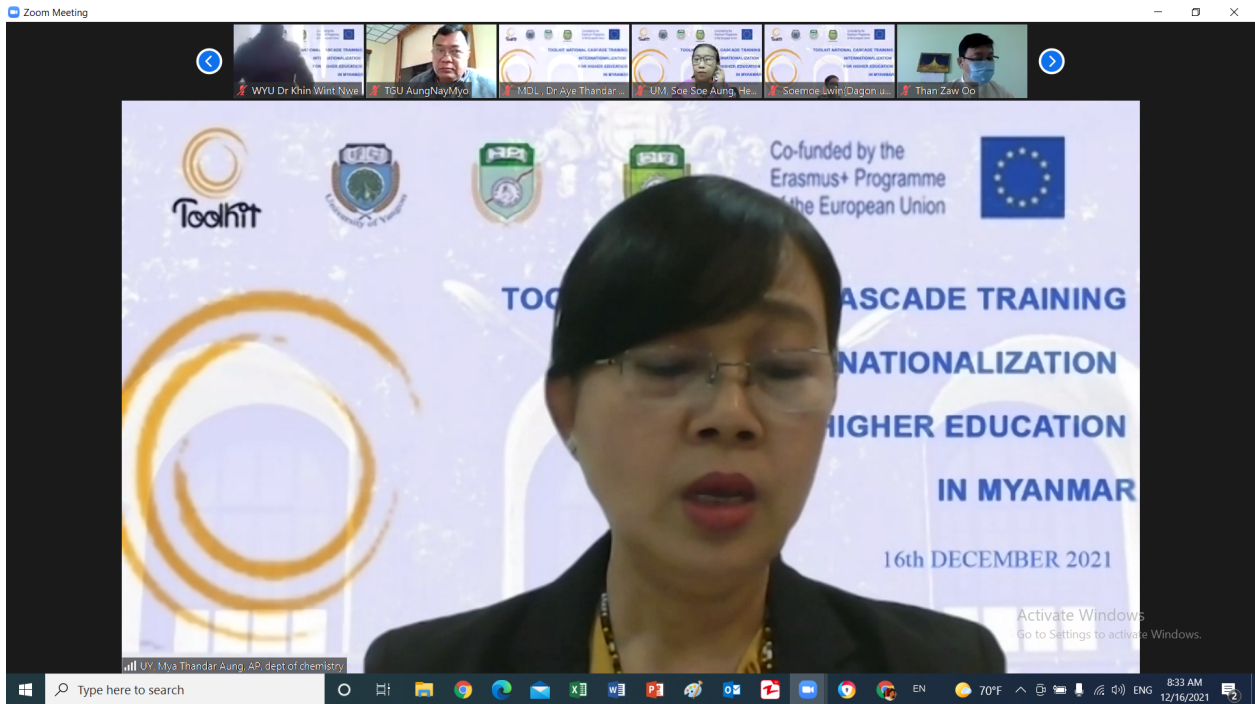 Zoom Meeting
WYU Dr Khin Wint Nwe
TGU AungNayMyo
MDL , Dr Aye Thandar ...
UM, Soe Soe Aung, He...
Soemoe Lwin(Dagon u...
Than Zaw Oo
Toolkit
University of Yangon
Co-funded by the
Erasmus+ Programme
the European Union
ASCADE TRAINING
NATIONALIZATION
HIGHER EDUCATION
IN MYANMAR
16th DECEMBER 2021
Activate Windows
Go to Settings to activate Windows.
UY, Mya Thandar Aung, AP, dept of chemistry
Type here to search
EN
70°F
ENG
8:33 AM
12/16/2021
2